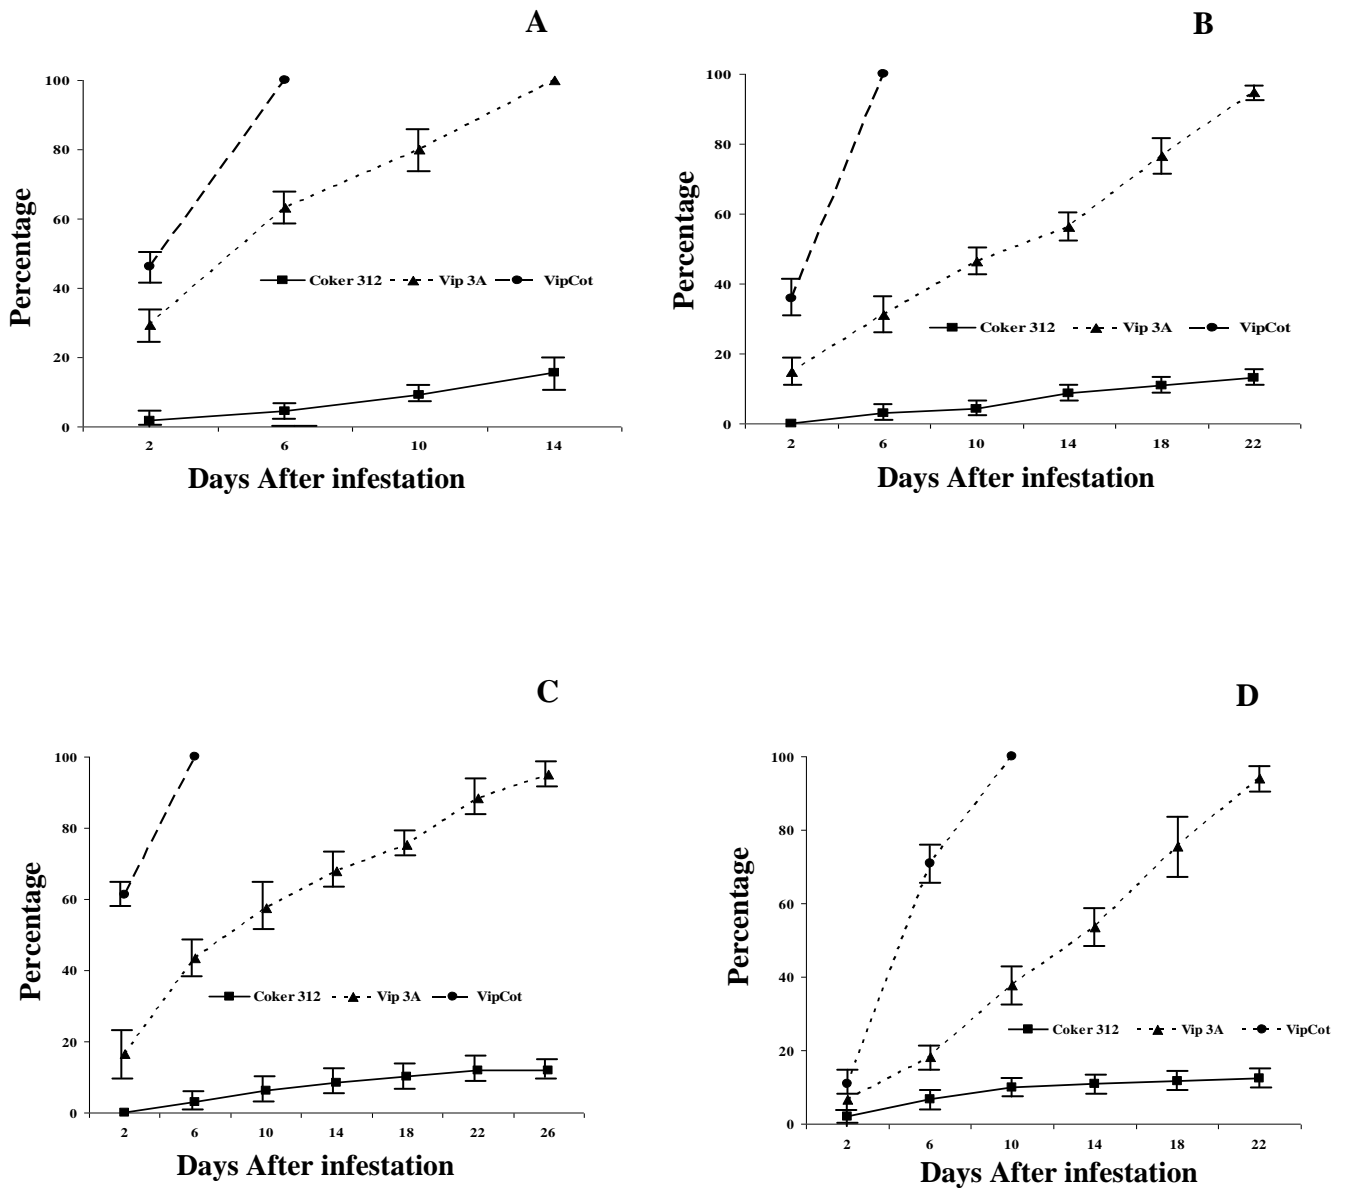 A
100
80
60
40
20
0
Percentage
Coker 312 Vip 3A VipCot
2 6 10 14
Days After infestation
B
100
80
60
40
20
0
Percentage
Coker 312 Vip 3A VipCot
2 6 10 14 18 22
Days After infestation
C
100
80
60
40
20
0
Percentage
Coker 312 Vip 3A VipCot
2 6 10 14 18 22 26
Days After infestation
D
100
80
60
40
20
0
Percentage
Coker 312 Vip 3A VipCot
2 6 10 14 18 22
Days After infestation